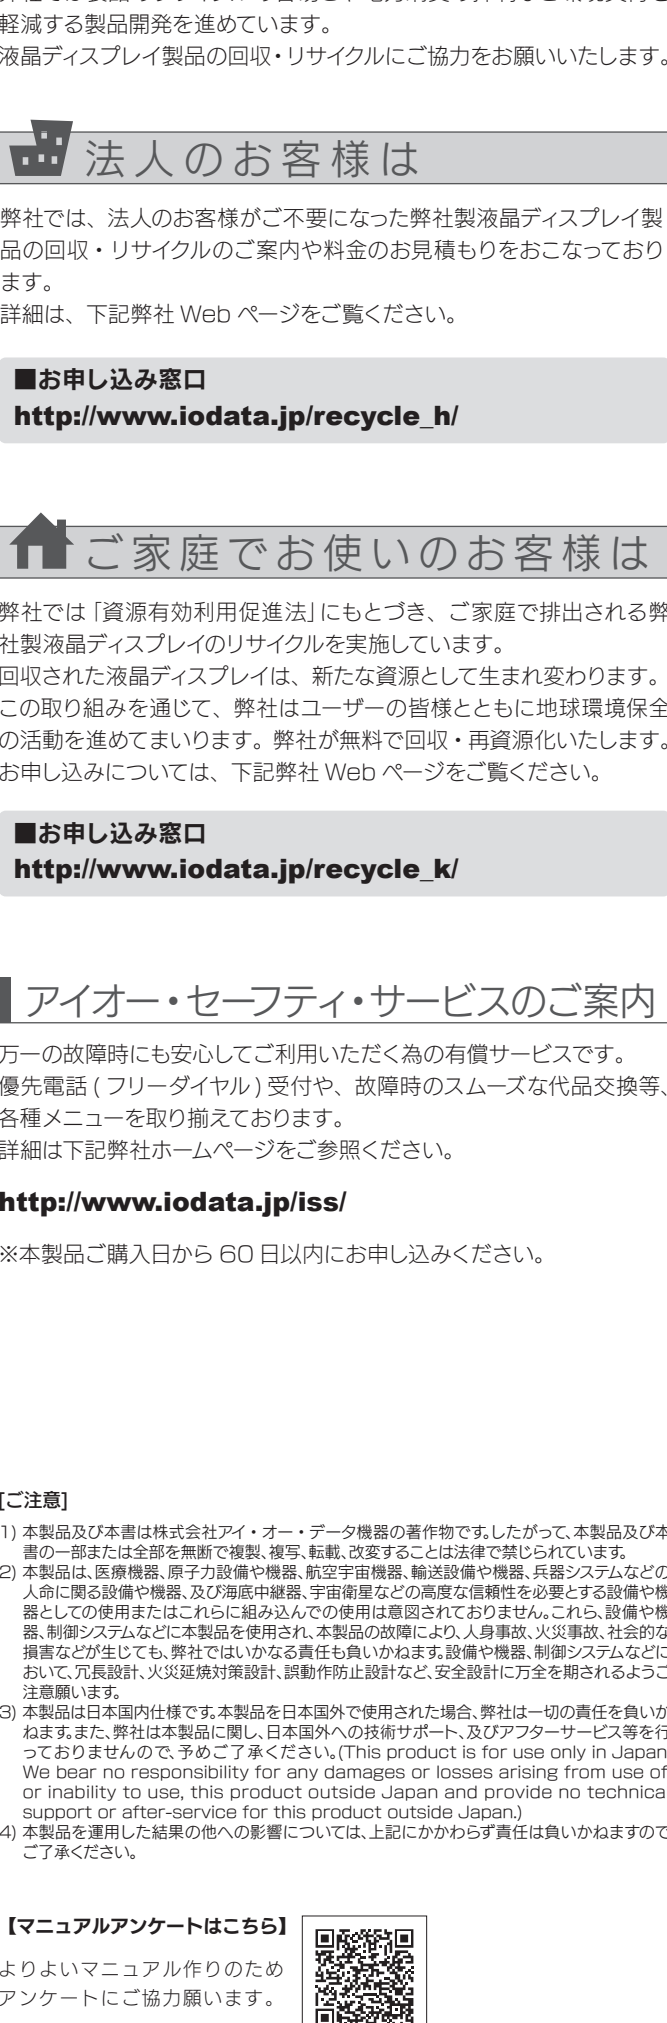 軽減する製品開発を進めています。
液晶ディスプレイ製品の回収・リサイクルにご協力をお願いいたします。
法人のお客様は
弊社では、法人のお客様がご不要になった弊社製液晶ディスプレイ製
品の回収・リサイクルのご案内や料金のお見積もりをおこなっており
ます。
詳細は、下記弊社 Web ページをご覧ください。
■お申し込み窓口
http://www.iodata.jp/recycle_h/
ご家庭でお使いのお客様は
弊社では「資源有効利用促進法」にもとづき、ご家庭で排出される弊
社製液晶ディスプレイのリサイクルを実施しています。
回収された液晶ディスプレイは、新たな資源として生まれ変わります。
この取り組みを通じて、弊社はユーザーの皆様とともに地球環境保全
の活動を進めてまいります。弊社が無料で回収・再資源化いたします。
お申し込みについては、下記弊社 Web ページをご覧ください。
■お申し込み窓口
http://www.iodata.jp/recycle_k/
アイオー・セーフティ・サービスのご案内
万一の故障時にも安心してご利用いただく為の有償サービスです。
優先電話 ( フリーダイヤル ) 受付や、故障時のスムーズな代品交換等、
各種メニューを取り揃えております。
詳細は下記弊社ホームページをご参照ください。
http://www.iodata.jp/iss/
※本製品ご購入日から 60 日以内にお申し込みください。
[ご注意]
1) 本製品及び本書は株式会社アイ・オー・データ機器の著作物です。したがって、本製品及び本
書の一部または全部を無断で複製、複写、転載、改変することは法律で禁じられています。
2) 本製品は、医療機器、原子力設備や機器、航空宇宙機器、輸送設備や機器、兵器システムなどの
人命に関る設備や機器、及び海底中継器、宇宙衛星などの高度な信頼性を必要とする設備や機
器としての使用またはこれらに組み込んでの使用は意図されておりません。これら、設備や機
器、制御システムなどに本製品を使用され、本製品の故障により、人身事故、火災事故、社会的な
損害などが生じても、弊社ではいかなる責任も負いかねます。設備や機器、制御システムなどに
おいて、冗長設計、火災延焼対策設計、誤動作防止設計など、安全設計に万全を期されるようご
注意願います。
3) 本製品は日本国内仕様です。本製品を日本国外で使用された場合、弊社は一切の責任を負いか
ねます。また、弊社は本製品に関し、日本国外への技術サポート、及びアフターサービス等を行
っておりませんので、予めご了承ください。(This product is for use only in Japan
We bear no responsibility for any damages or losses arising from use of
or inability to use, this product outside Japan and provide no technica
support or after-service for this product outside Japan.)
4) 本製品を運用した結果の他への影響については、上記にかかわらず責任は負いかねますので
ご了承ください。
【マニュアルアンケートはこちら】
よりよいマニュアル作りのため
アンケートにご協力願います。